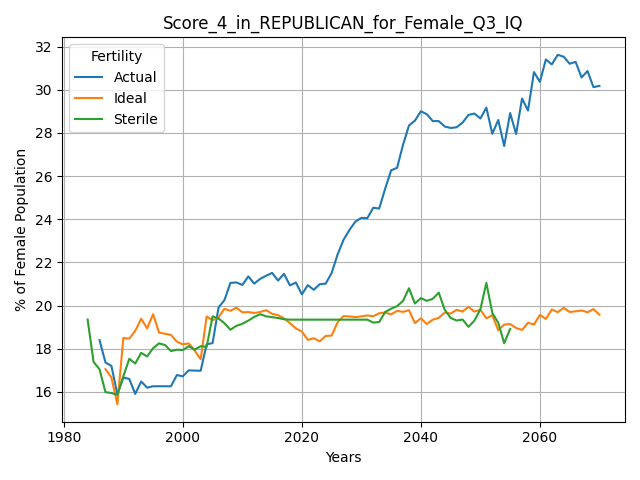 Score_4_in_REPUBLICAN_for_Female_Q3_IQ
Fertility
Actual
Ideal
Sterile
% of Female Population
32
30
28
26
24
22
20
18
16
1980
2000
2020
2040
2060
Years